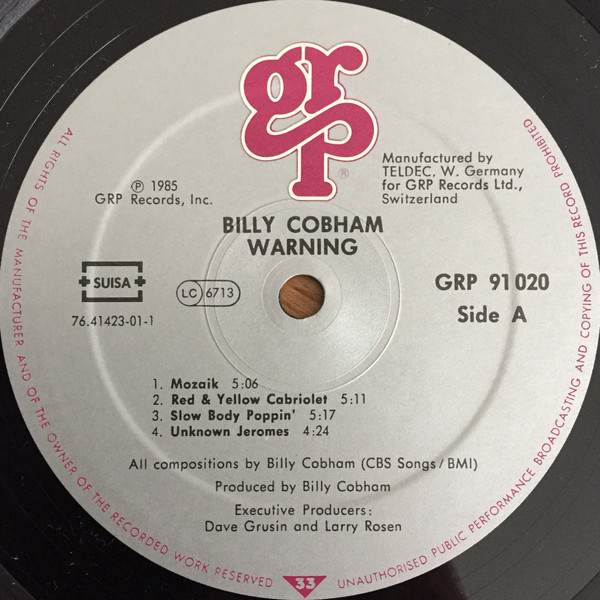 grp
®
℗ 1985
GRP Records, Inc.
Manufactured by
TELDEC, W. Germany
for GRP Records Ltd.,
Switzerland
BILLY COBHAM
WARNING
SUISA
LC 6713
76.41423-01-1
GRP 91 020
Side A
1. Mozaik 5:06
2. Red & Yellow Cabriolet 5:11
3. Slow Body Poppin' 5:17
4. Unknown Jeromes 4:24
All compositions by Billy Cobham (CBS Songs/BMI)
Produced by Billy Cobham
Executive Producers:
Dave Grusin and Larry Rosen
ALL RIGHTS OF THE MANUFACTURER AND OF THE OWNER OF THE RECORDED WORK RESERVED
33
UNAUTHORISED PUBLIC PERFORMANCE BROADCASTING AND COPYING OF THIS RECORD PROHIBITED